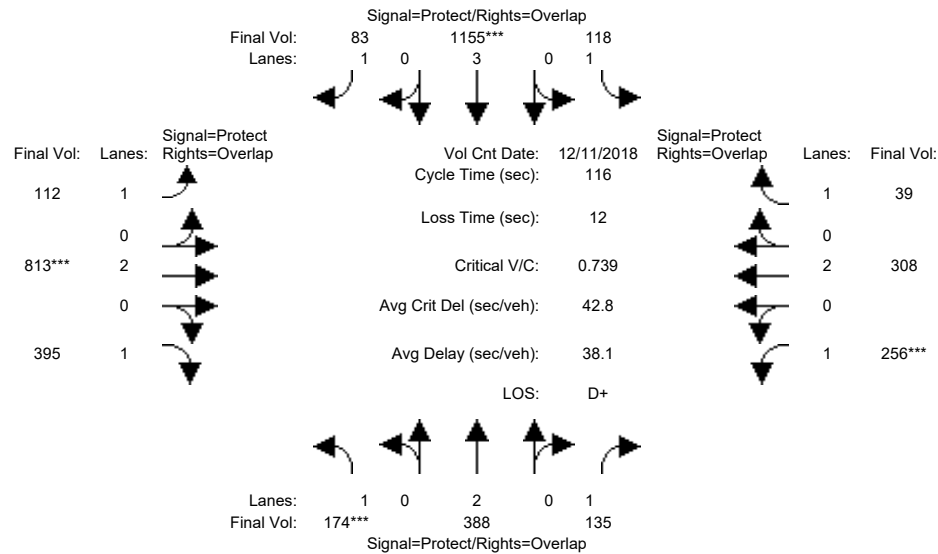 Signal=Protect/Rights=Overlap
Final Vol: 83 1155*** 118
Lanes: 1 0 3 0 1
Signal=Protect Signal=Protect
Final Vol: Lanes: Rights=Overlap Vol Cnt Date: 12/11/2018 Rights=Overlap Lanes: Final Vol:
Cycle Time (sec): 116
112 1 1 39
Loss Time (sec): 12
0 0
813*** 2 Critical V/C: 0.739 2 308
0 Avg Crit Del (sec/veh): 42.8 0
395 1 Avg Delay (sec/veh): 38.1 1 256***
LOS: D+
Lanes: 1 0 2 0 1
Final Vol: 174*** 388 135
Signal=Protect/Rights=Overlap